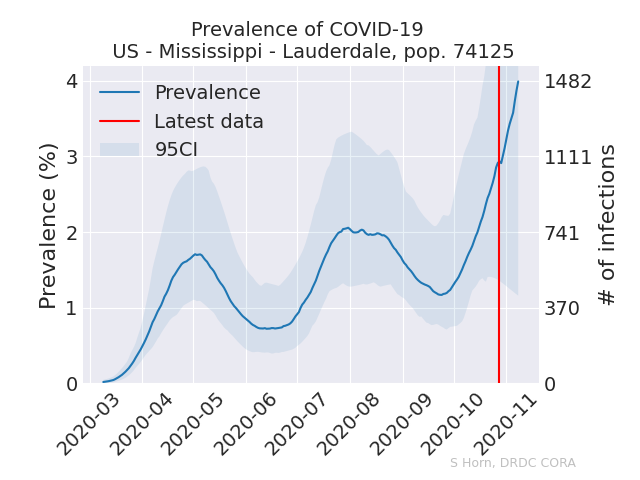 Prevalence of COVID-19
US - Mississippi - Lauderdale, pop. 74125
Prevalence
Latest data
95CI
Prevalence (%)
4
3
2
1
0
1482
1111
741
370
0
# of infections
2020-03
2020-04
2020-05
2020-06
2020-07
2020-08
2020-09
2020-10
2020-11
S Horn, DRDC CORA